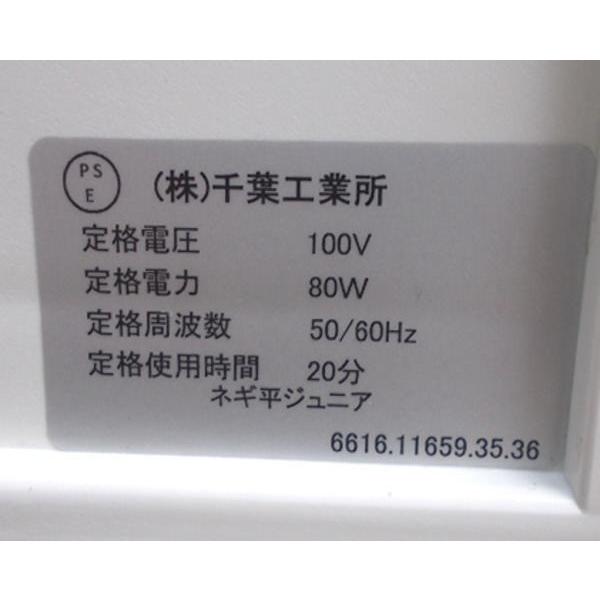 PS
E
(株)千葉工業所
定格電圧 100V
定格電力 80W
定格周波数 50/60Hz
定格使用時間 20分
ネギ平ジュニア
6616.11659.35.36